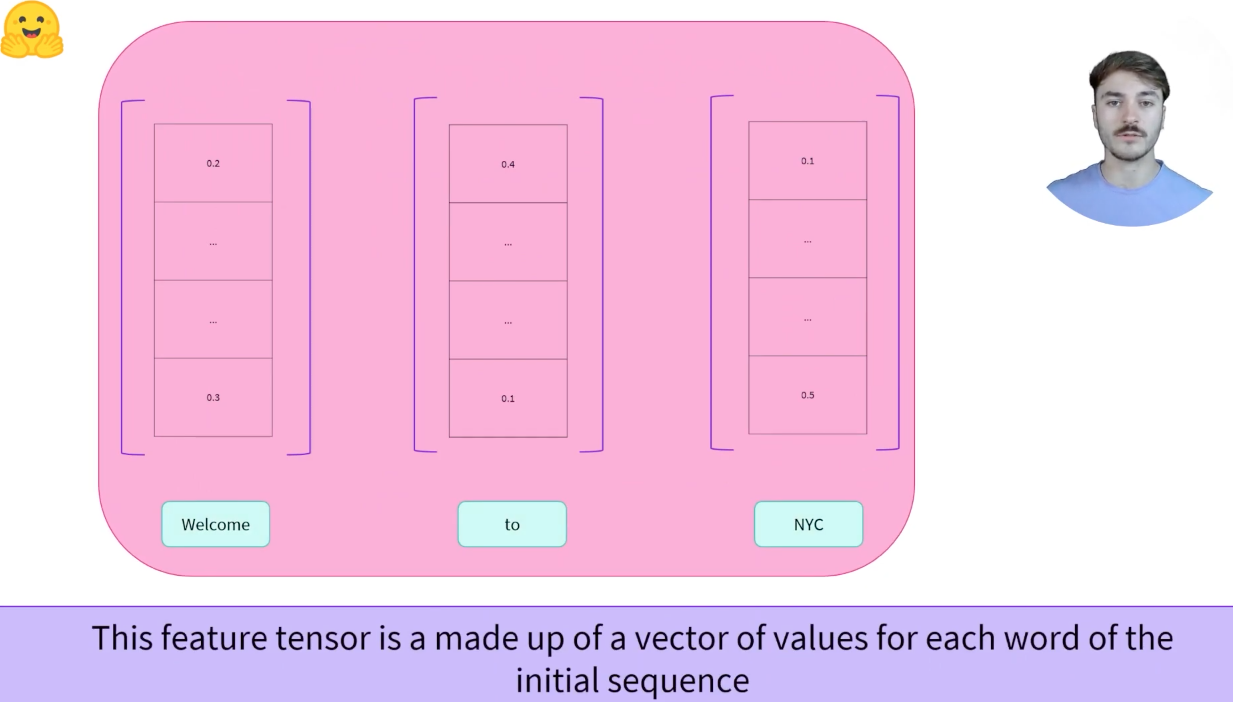 0.2 0.4 0.1
... ... ...
... ... ...
0.3 0.1 0.5
Welcome to NYC
This feature tensor is a made up of a vector of values for each word of the
initial sequence